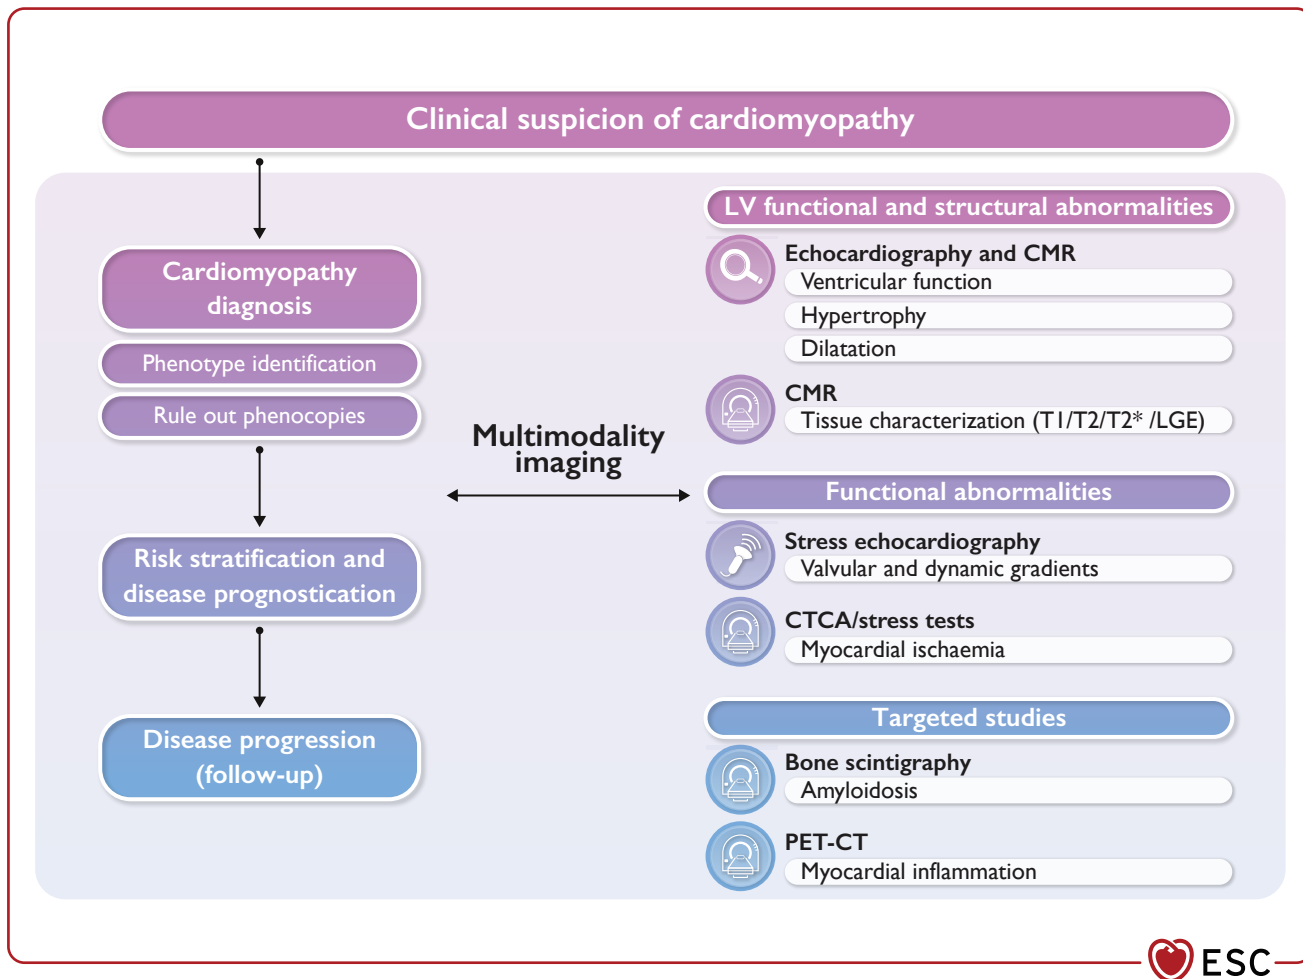 Clinical suspicion of cardiomyopathy
Cardiomyopathy
diagnosis
Phenotype identification
Rule out phenocopies
Risk stratification and
disease prognostication
Disease progression
(follow-up)
Multimodality
imaging
LV functional and structural abnormalities
Echocardiography and CMR
Ventricular function
Hypertrophy
Dilatation
CMR
Tissue characterization (T1/T2/T2* /LGE)
Functional abnormalities
Stress echocardiography
Valvular and dynamic gradients
CTCA/stress tests
Myocardial ischaemia
Targeted studies
Bone scintigraphy
Amyloidosis
PET-CT
Myocardial inflammation
ESC